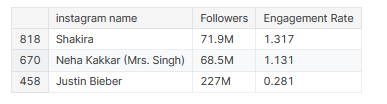 instagram name Followers Engagement Rate
818 Shakira 71.9M 1.317
670 Neha Kakkar (Mrs. Singh) 68.5M 1.131
458 Justin Bieber 227M 0.281